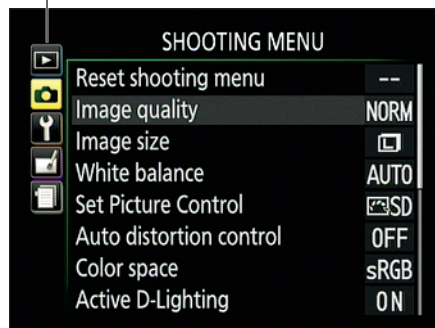 SHOOTING MENU
Reset shooting menu --
Image quality NORM
Image size L
White balance AUTO
Set Picture Control SD
Auto distortion control OFF
Color space sRGB
Active D-Lighting ON